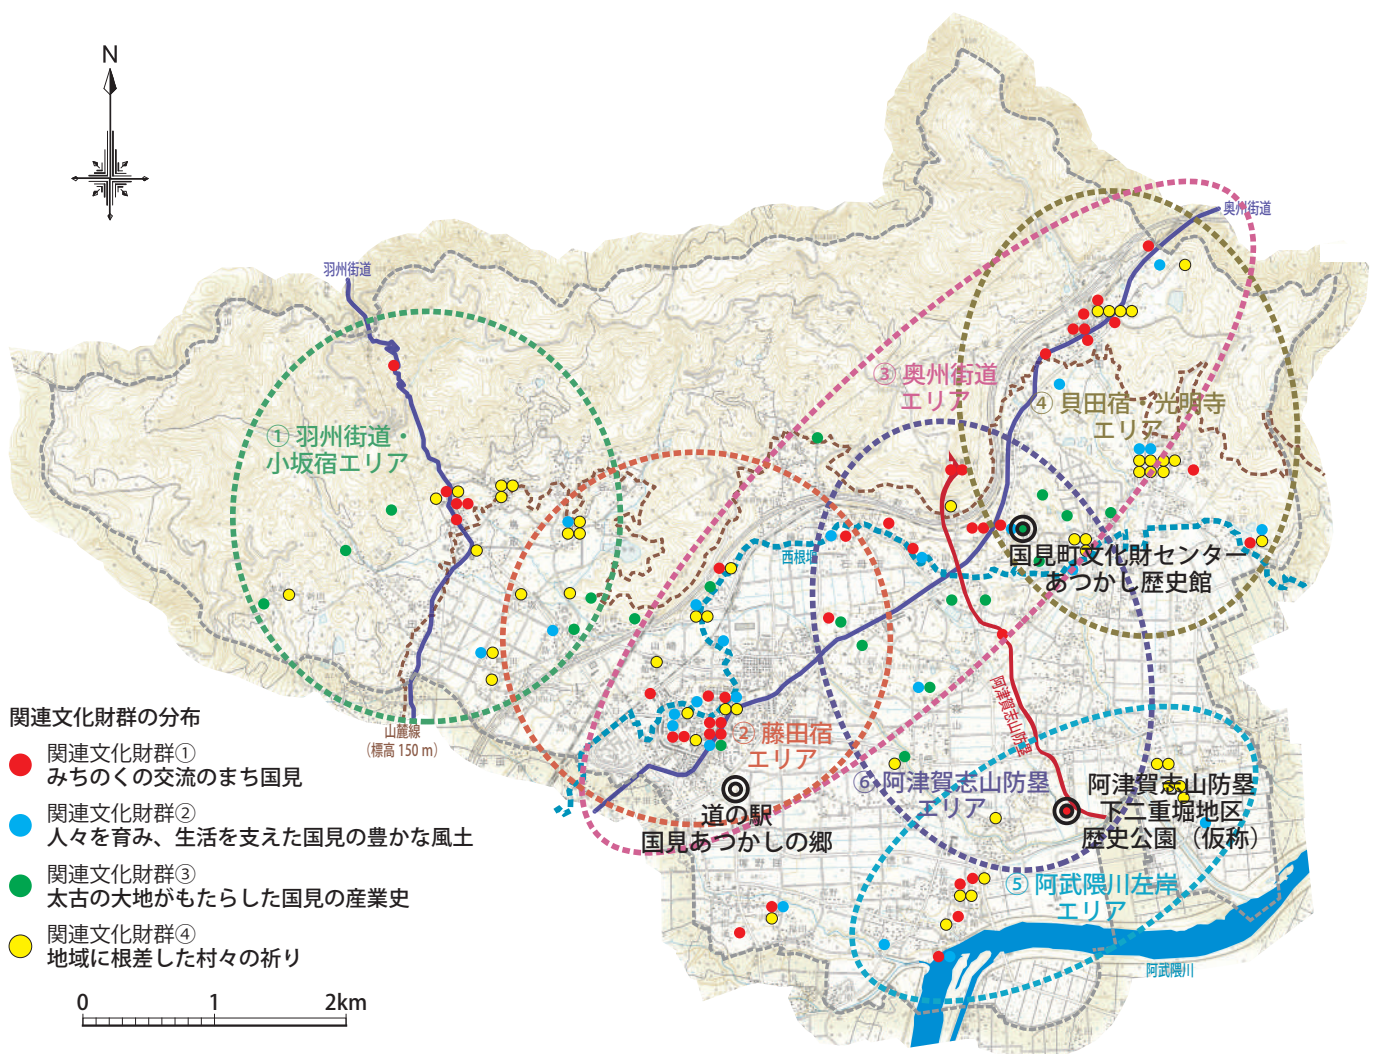 N
奥州街道
羽州街道
③ 奥州街道
エリア
④ 貝田宿・光明寺
エリア
① 羽州街道・
小坂宿エリア
西根堰
国見町文化財センター
あつかし歴史館
阿津賀志山防塁
② 藤田宿
エリア
⑥ 阿津賀志山防塁
エリア
阿津賀志山防塁
下二重堀地区
歴史公園（仮称）
道の駅
国見あつかしの郷
山麓線
（標高 150 m）
⑤ 阿武隈川左岸
エリア
阿武隈川
関連文化財群の分布
関連文化財群①
みちのくの交流のまち国見
関連文化財群②
人々を育み、生活を支えた国見の豊かな風土
関連文化財群③
太古の大地がもたらした国見の産業史
関連文化財群④
地域に根差した村々の祈り
0 1 2km